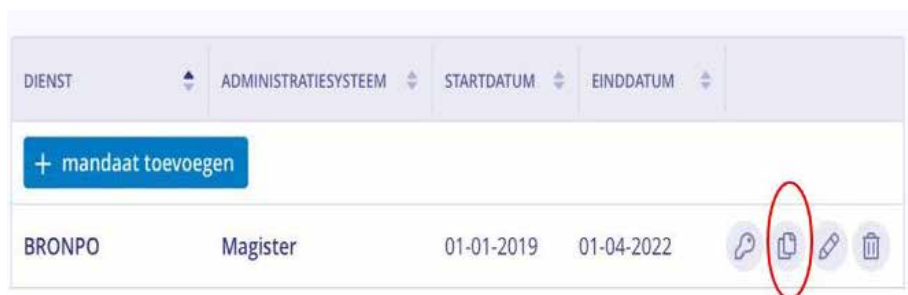 DIENST ADMINISTRATIESYSTEEM STARTDATUM EINDDATUM
+ mandaat toevoegen
BRONPO Magister 01-01-2019 01-04-2022